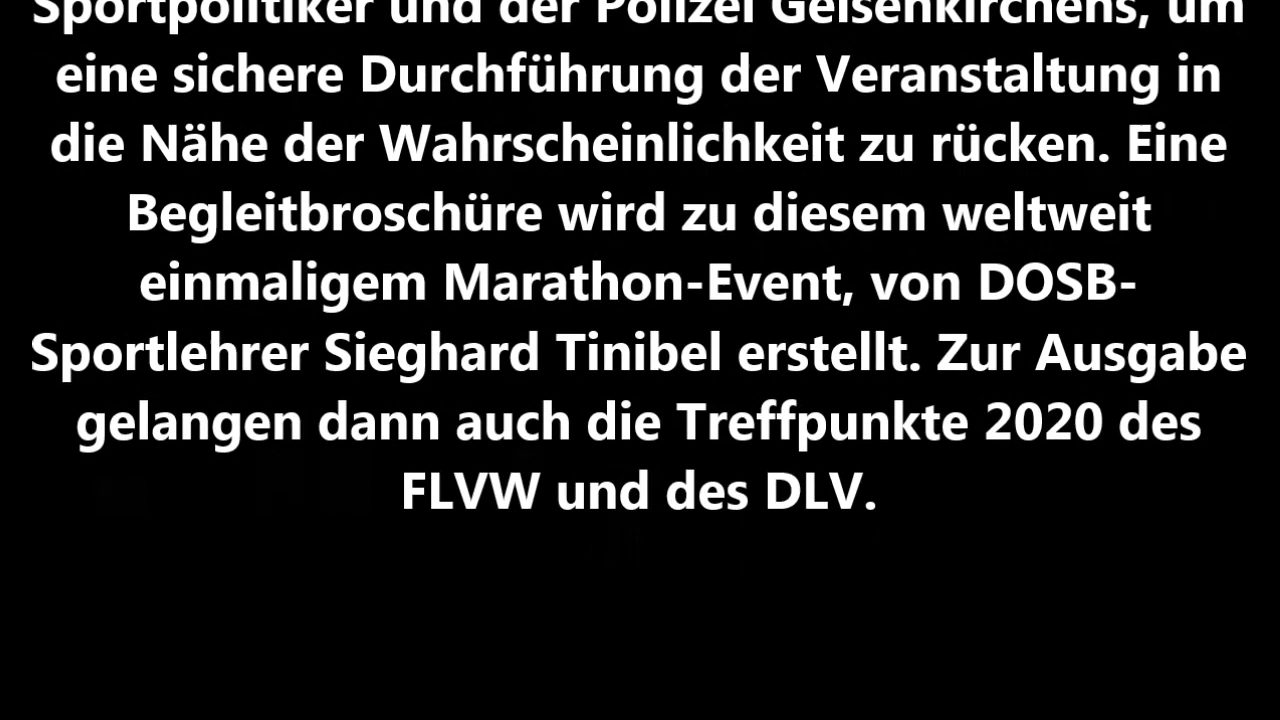 Sportpolitiker und der Polizei Gelsenkirchens, um
eine sichere Durchführung der Veranstaltung in
die Nähe der Wahrscheinlichkeit zu rücken. Eine
Begleitbroschüre wird zu diesem weltweit
einmaligem Marathon-Event, von DOSB-
Sportlehrer Sieghard Tinibel erstellt. Zur Ausgabe
gelangen dann auch die Treffpunkte 2020 des
FLVW und des DLV.